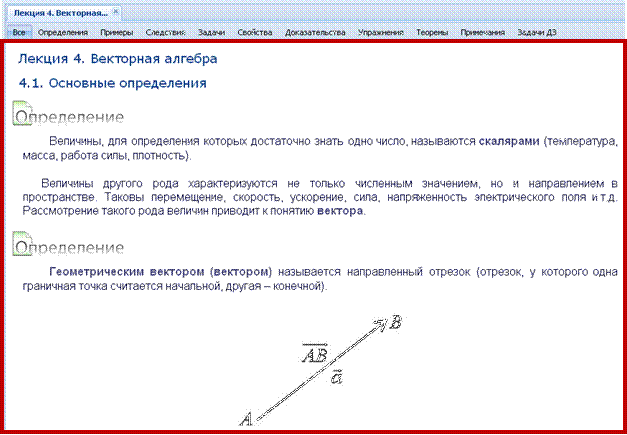 Лекция 4. Векторная...
Все Определения Примеры Следствия Задачи Свойства Доказательства Упражнения Теоремы Примечания Задачи ДЗ
Лекция 4. Векторная алгебра
4.1. Основные определения
Определение
Величины, для определения которых достаточно знать одно число, называются скалярами (температура,
масса, работа силы, плотность).
Величины другого рода характеризуются не только численным значением, но и направлением в
пространстве. Таковы перемещение, скорость, ускорение, сила, напряженность электрического поля и т.д.
Рассмотрение такого рода величин приводит к понятию вектора.
Определение
Геометрическим вектором (вектором) называется направленный отрезок (отрезок, у которого одна
граничная точка считается начальной, другая – конечной).
B
AB
a
A